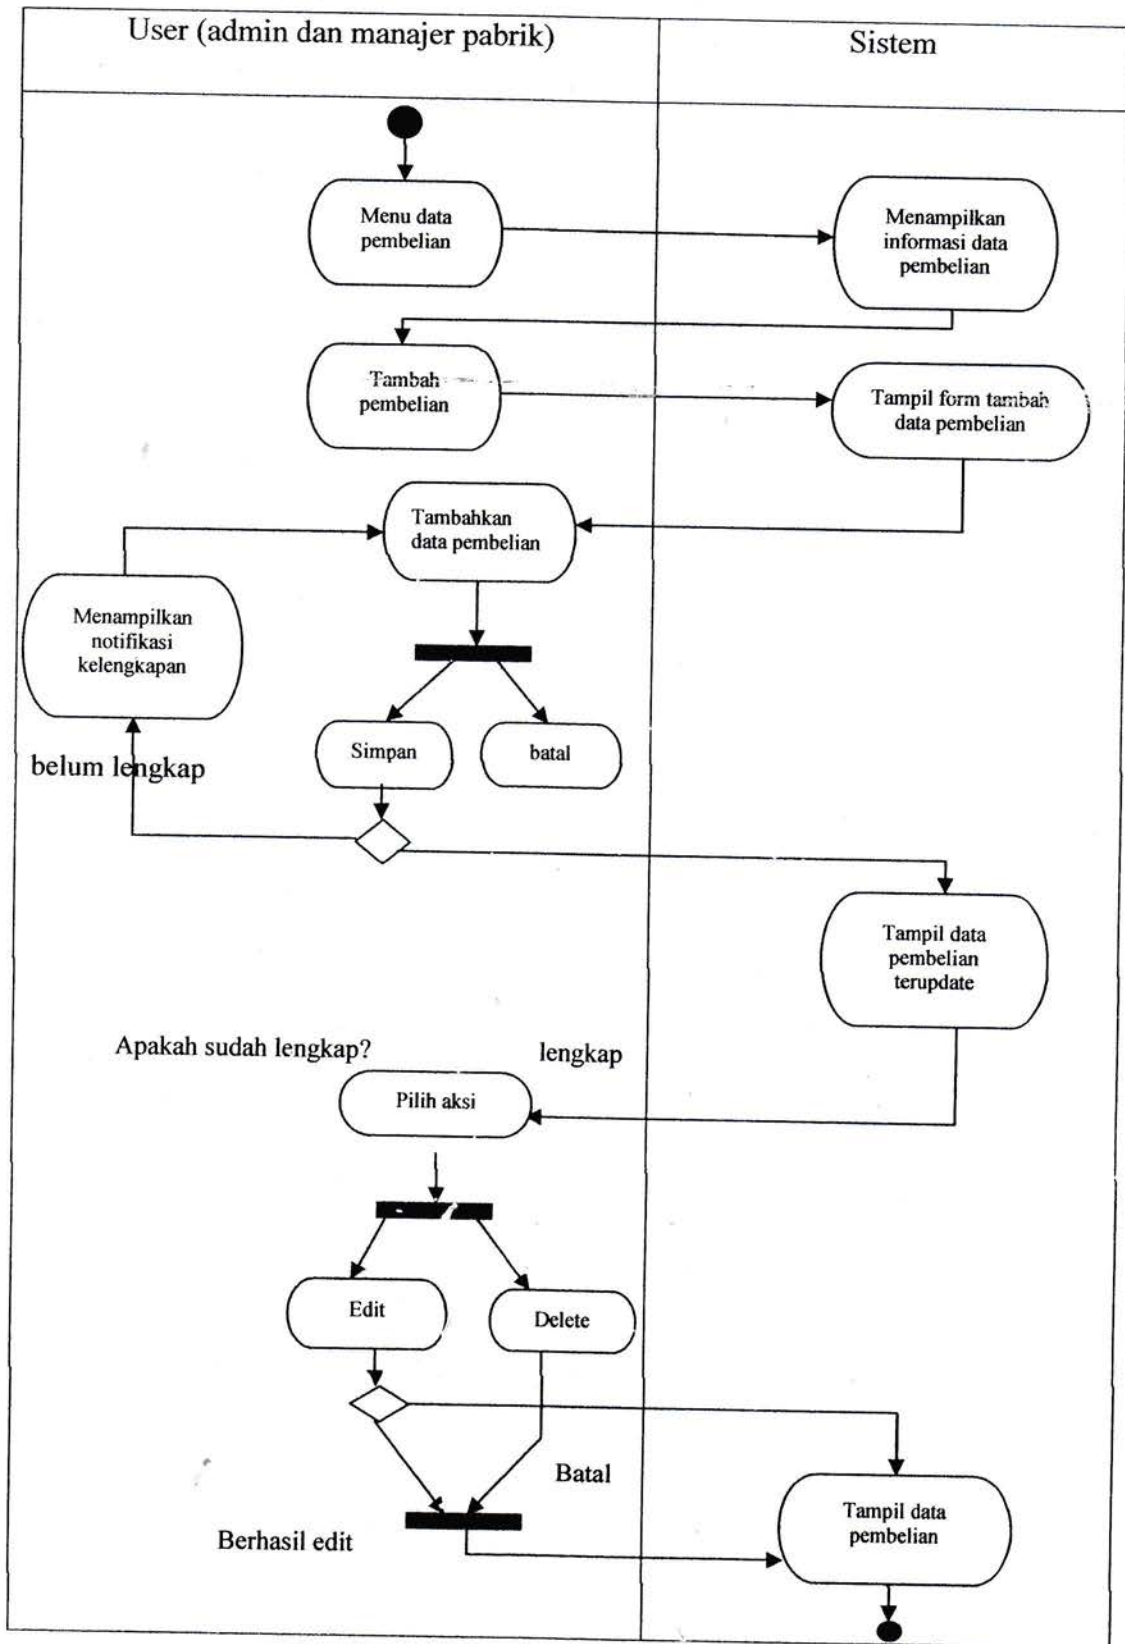 User (admin dan manajer pabrik)
Sistem
Menu data
pembelian
Menampilkan
informasi data
pembelian
Tambah
pembelian
Tampil form tambah
data pembelian
Tambahkan
data pembelian
Menampilkan
notifikasi
kelengkapan
Simpan
batal
belum lengkap
Tampil data
pembelian
terupdate
Apakah sudah lengkap?
lengkap
Pilih aksi
Edit
Delete
Batal
Berhasil edit
Tampil data
pembelian